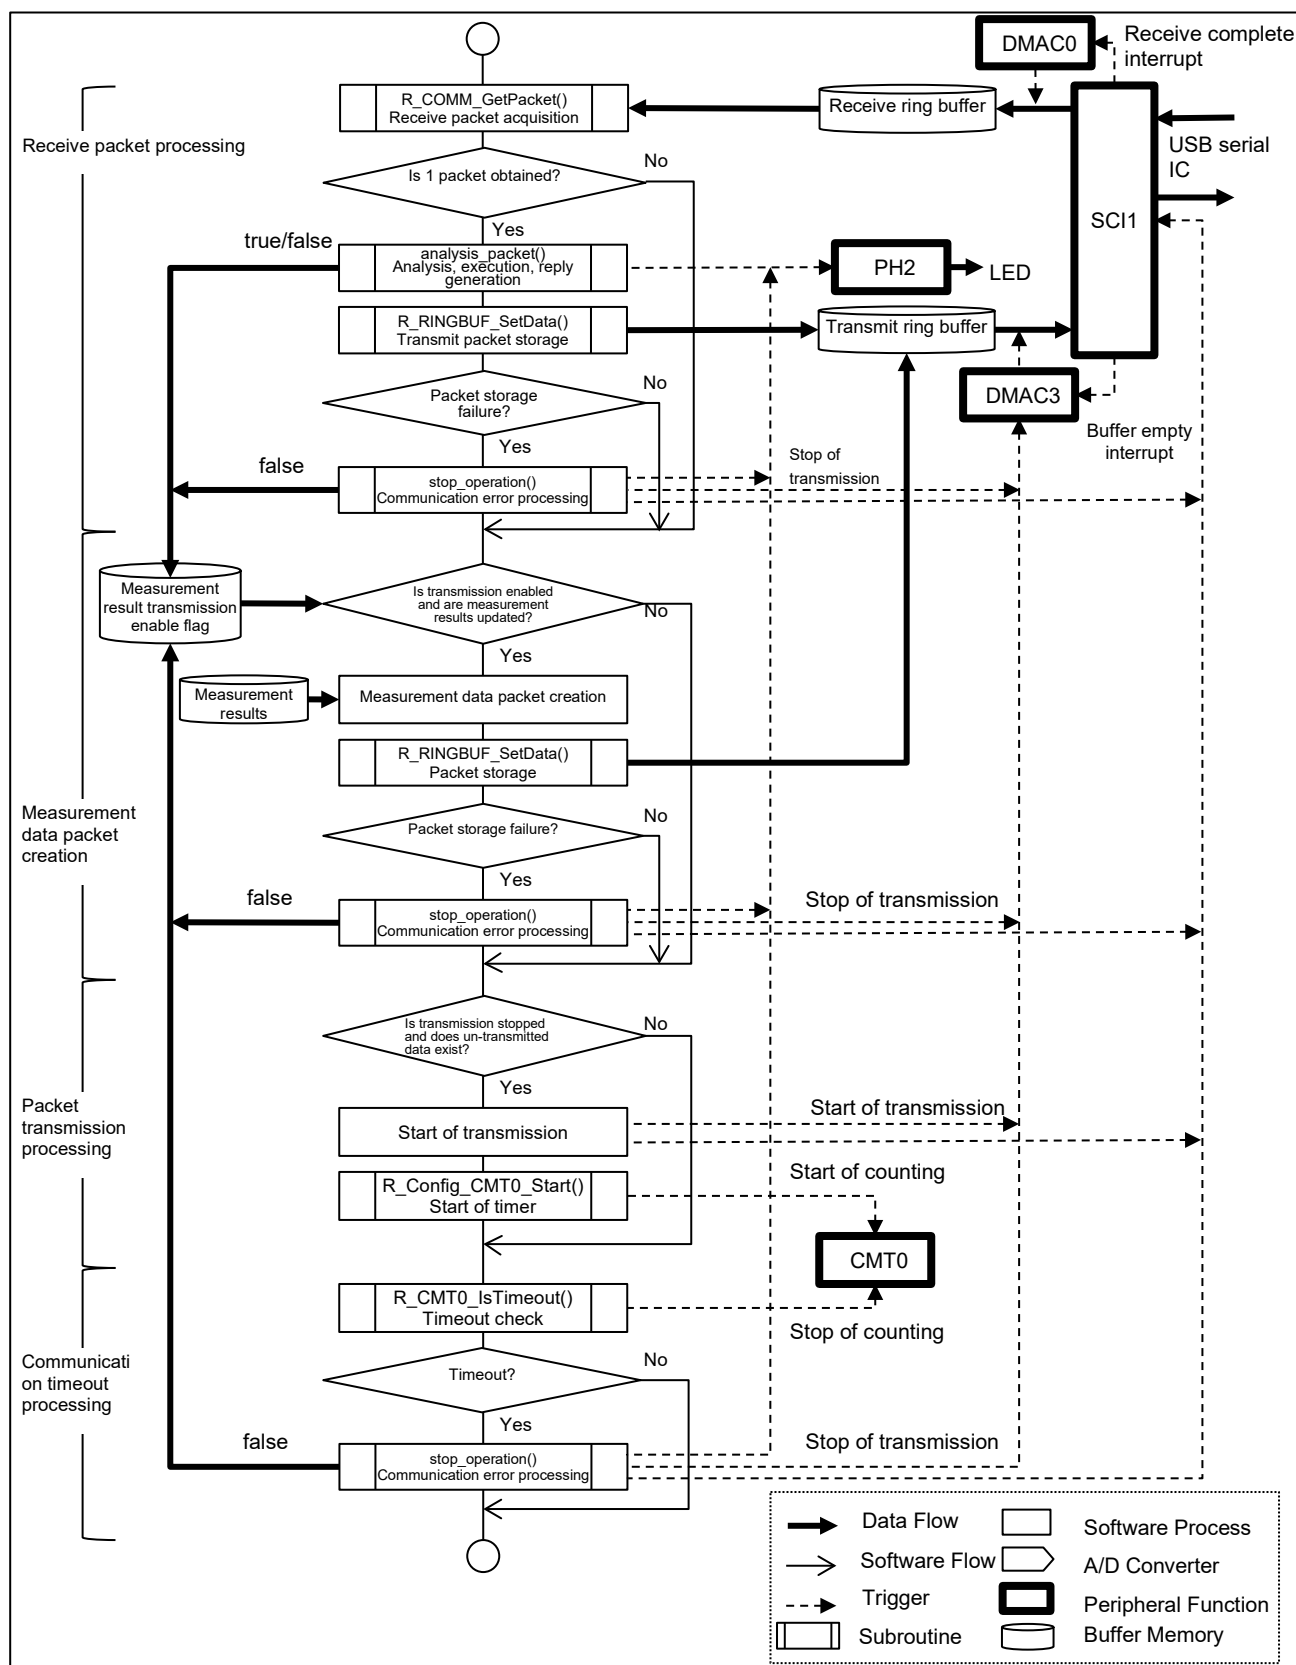 DMAC0
Receive complete
interrupt
R_COMM_GetPacket()
Receive packet acquisition
Receive ring buffer
Receive packet processing
USB serial
IC
Is 1 packet obtained?
No
Yes
SCI1
true/false
analysis_packet()
Analysis, execution, reply
generation
PH2
LED
R_RINGBUF_SetData()
Transmit packet storage
Transmit ring buffer
No
Packet storage
failure?
DMAC3
Yes
Buffer empty
interrupt
false
stop_operation()
Communication error processing
Stop of
transmission
Measurement
result transmission
enable flag
Is transmission enabled
and are measurement
results updated?
No
Yes
Measurement
results
Measurement data packet creation
R_RINGBUF_SetData()
Packet storage
Measurement
data packet
creation
Packet storage failure?
No
Yes
false
stop_operation()
Communication error processing
Stop of transmission
Is transmission stopped
and does un-transmitted
data exist?
No
Yes
Packet
transmission
processing
Start of transmission
Start of transmission
R_Config_CMT0_Start()
Start of timer
Start of counting
CMT0
R_CMT0_IsTimeout()
Timeout check
Stop of counting
Communicati
on timeout
processing
Timeout?
No
Yes
false
stop_operation()
Communication error processing
Stop of transmission
Data Flow
Software Process
Software Flow
A/D Converter
Trigger
Peripheral Function
Subroutine
Buffer Memory